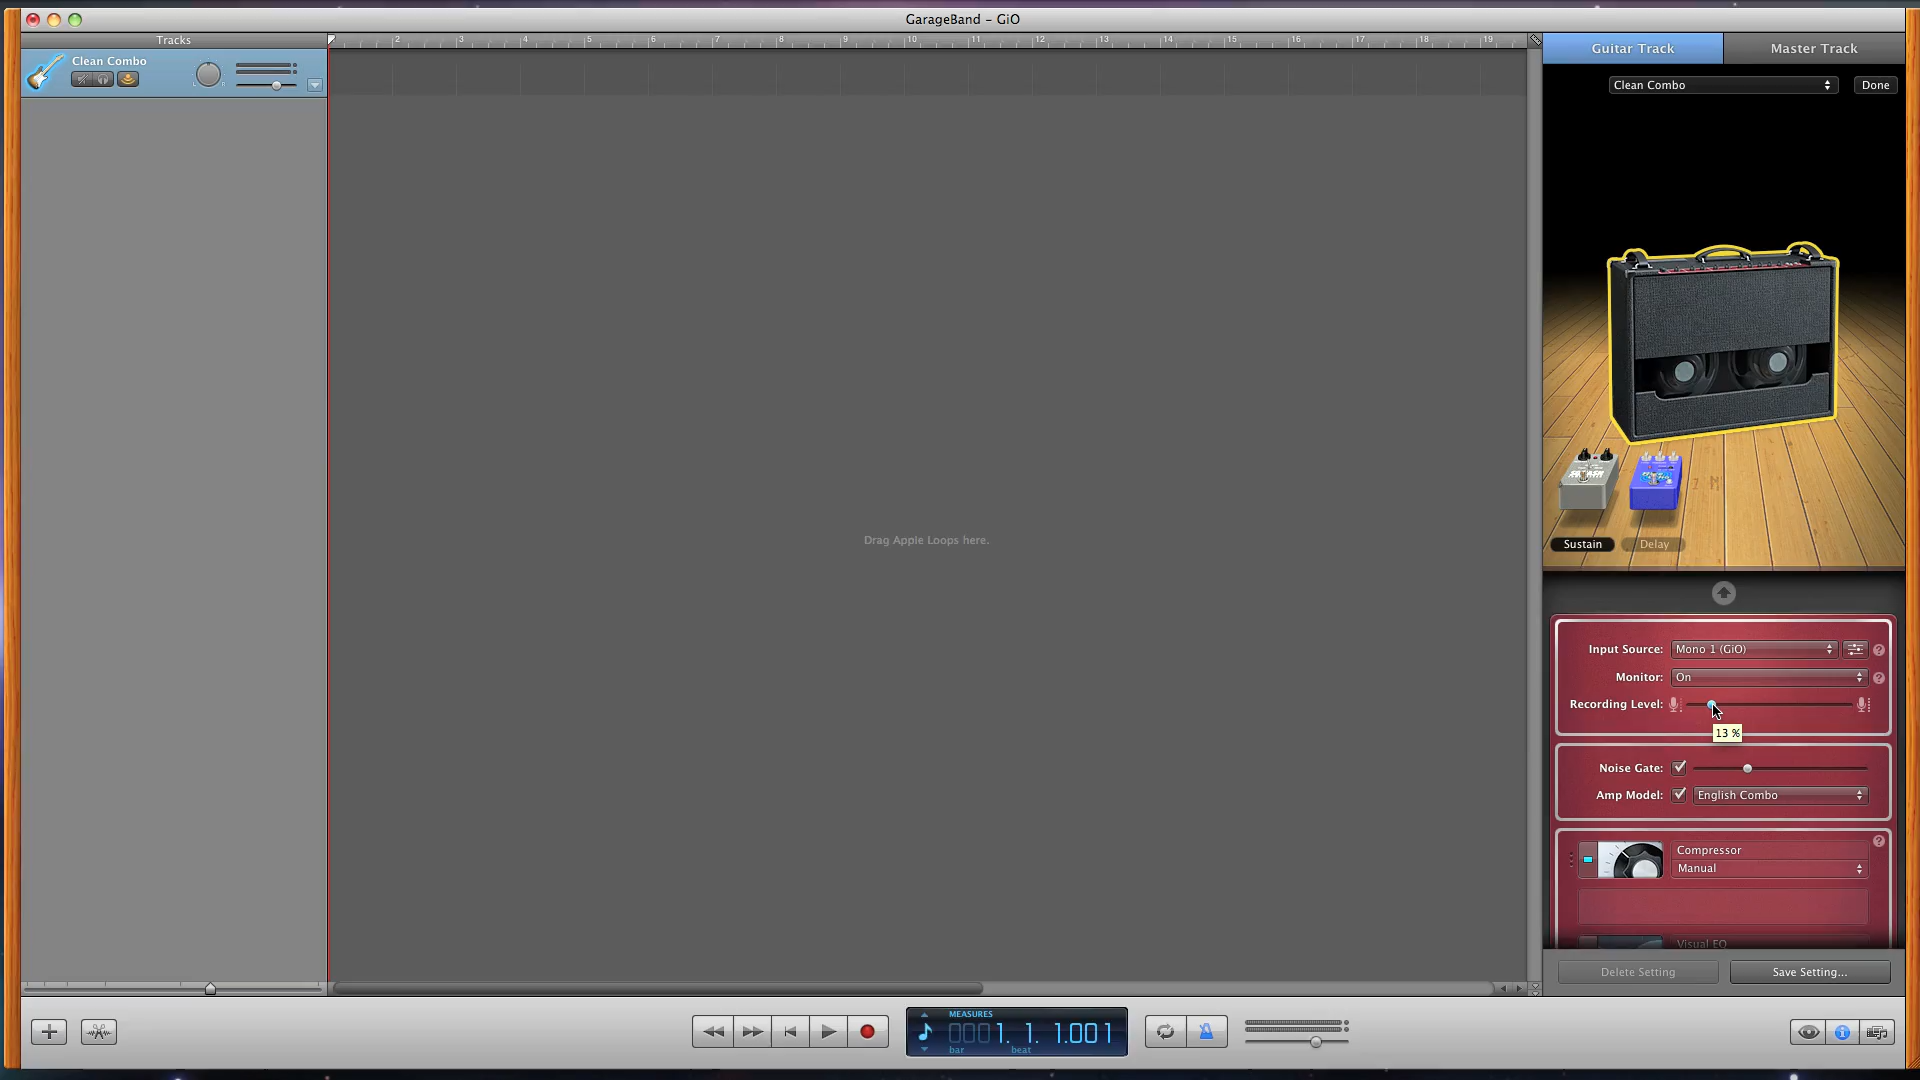 GarageBand - GiO
Tracks
2 3 4 5 6 7 8 9 10 11 12 13 14 15 16 17 18 19
Guitar Track
Master Track
Clean Combo
Clean Combo
Done
Drag Apple Loops here.
Sustain
Delay
Input Source: Mono 1 (GiO)
Monitor: On
Recording Level:
13 %
Noise Gate:
Amp Model: English Combo
Compressor
Manual
Visual EQ
Delete Setting
Save Setting...
MEASURES
0001. 1. 1.001
bar beat